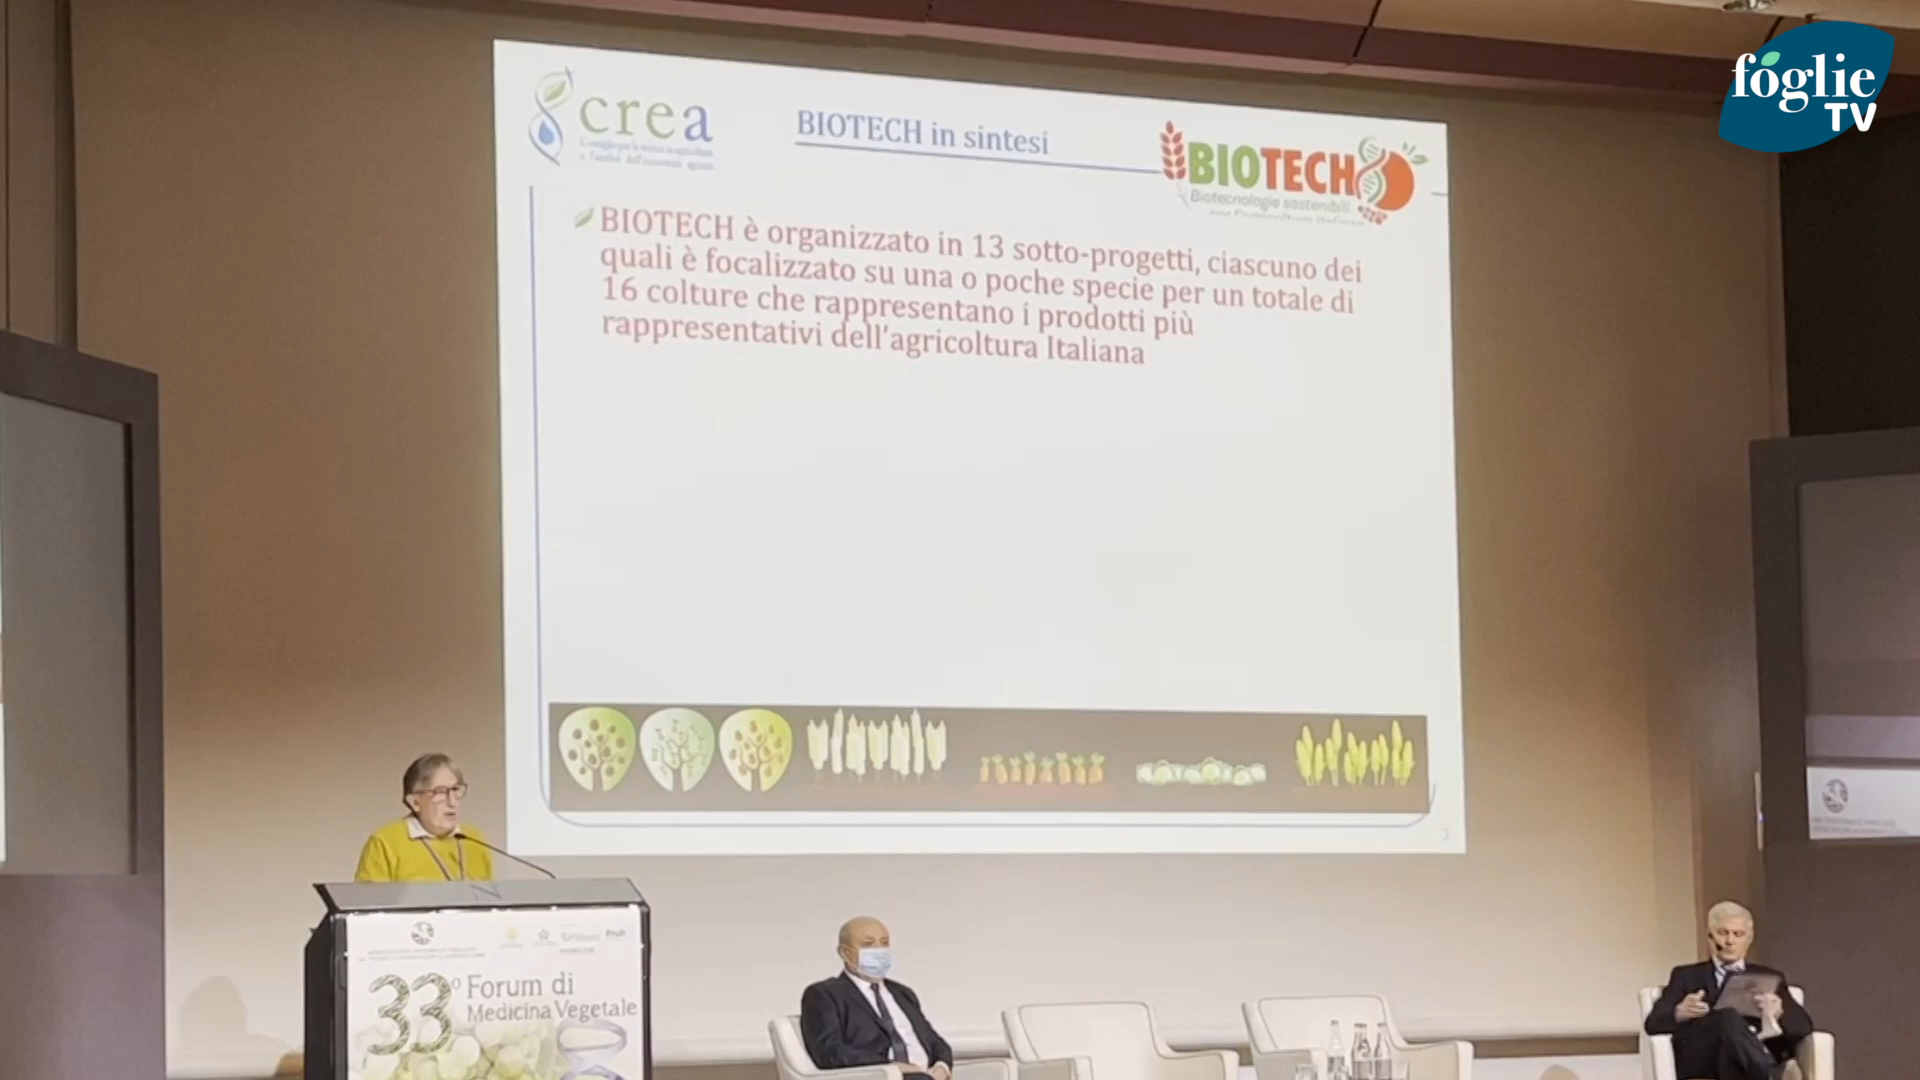 foglie
TV
crea
BIOTECH in sintesi
BIOTECH
Biotecnologie sostenibili
BIOTECH è organizzato in 13 sotto-progetti, ciascuno dei
quali è focalizzato su una o poche specie per un totale di
16 colture che rappresentano i prodotti più
rappresentativi dell'agricoltura Italiana
3
33° Forum di
Medicina Vegetale